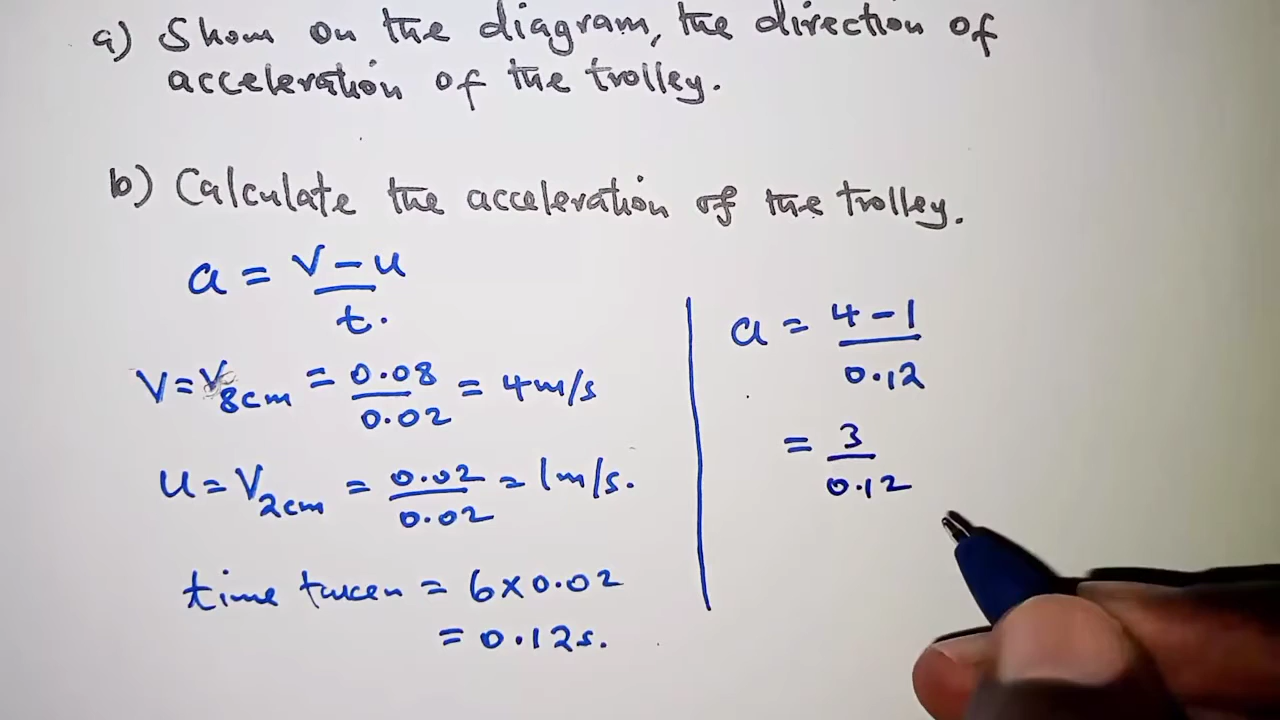 a) Show on the diagram, the direction of
acceleration of the trolley.
b) Calculate the acceleration of the trolley.
a = V - u
t.
V = V8cm = 0.08 / 0.02 = 4m/s
u = V2cm = 0.02 / 0.02 = 1m/s.
time taken = 6 x 0.02
= 0.12s.
a = 4 - 1
0.12
= 3
0.12